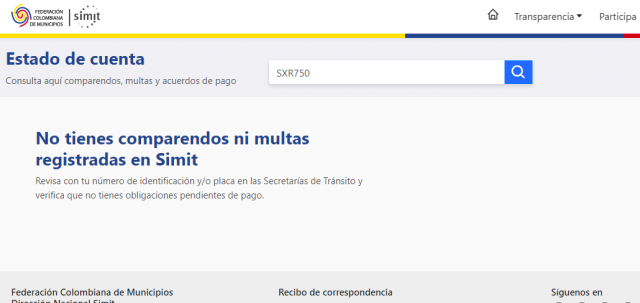 FEDERACIÓN
COLOMBIANA
DE MUNICIPIOS
simit
Transparencia
Participa
Estado de cuenta
Consulta aquí comparendos, multas y acuerdos de pago
SXR750
No tienes comparendos ni multas
registradas en Simit
Revisa con tu número de identificación y/o placa en las Secretarías de Tránsito y
verifica que no tienes obligaciones pendientes de pago.
Federación Colombiana de Municipios
Dirección Nacional Simit
Recibo de correspondencia
Síguenos en